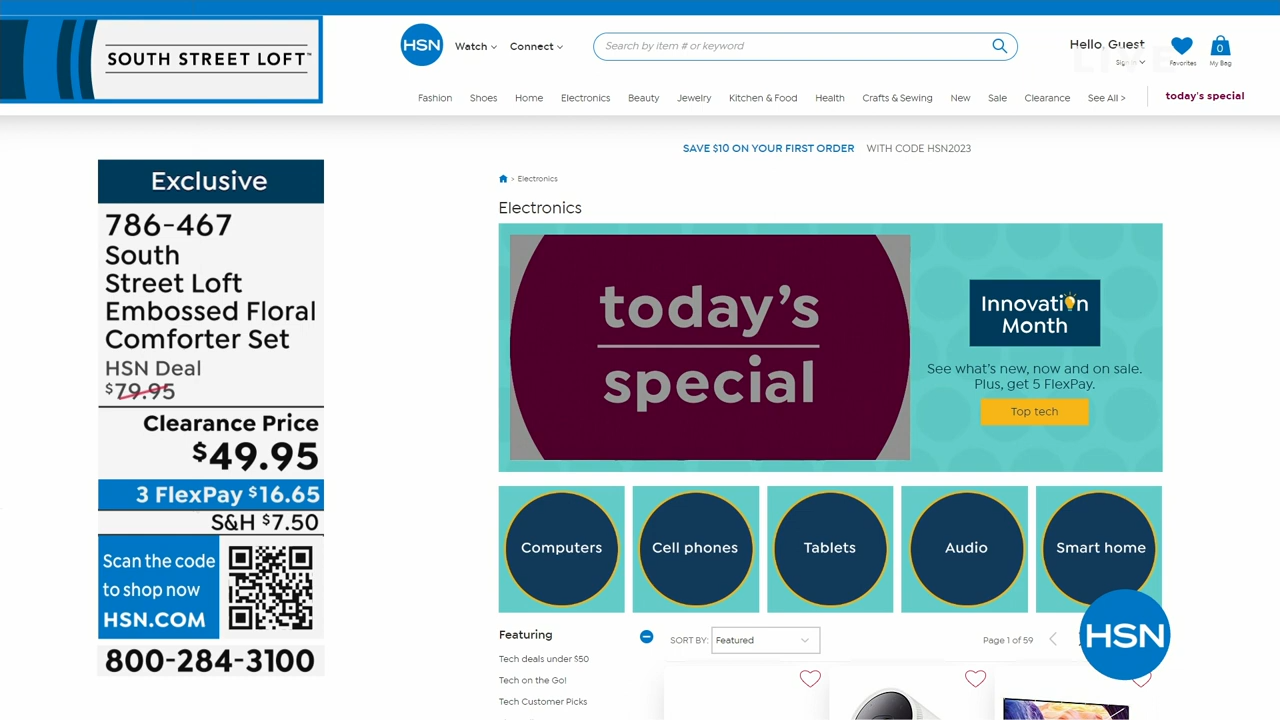 SOUTH STREET LOFT™
HSN
Watch
Connect
Search by item # or keyword
Hello, Guest
Sign in
Favorites
0
My Bag
LIVE
Fashion Shoes Home Electronics Beauty Jewelry Kitchen & Food Health Crafts & Sewing New Sale Clearance See All > today's special
SAVE $10 ON YOUR FIRST ORDER WITH CODE HSN2023
> Electronics
Electronics
Exclusive
786-467
South
Street Loft
Embossed Floral
Comforter Set
HSN Deal
$79.95
Clearance Price
$49.95
3 FlexPay $16.65
S&H $7.50
Scan the code
to shop now
HSN.COM
800-284-3100
today's
special
Innovation
Month
See what's new, now and on sale.
Plus, get 5 FlexPay.
Top tech
Computers
Cell phones
Tablets
Audio
Smart home
Featuring
Tech deals under $50
Tech on the Go!
Tech Customer Picks
SORT BY: Featured
Page 1 of 59
HSN